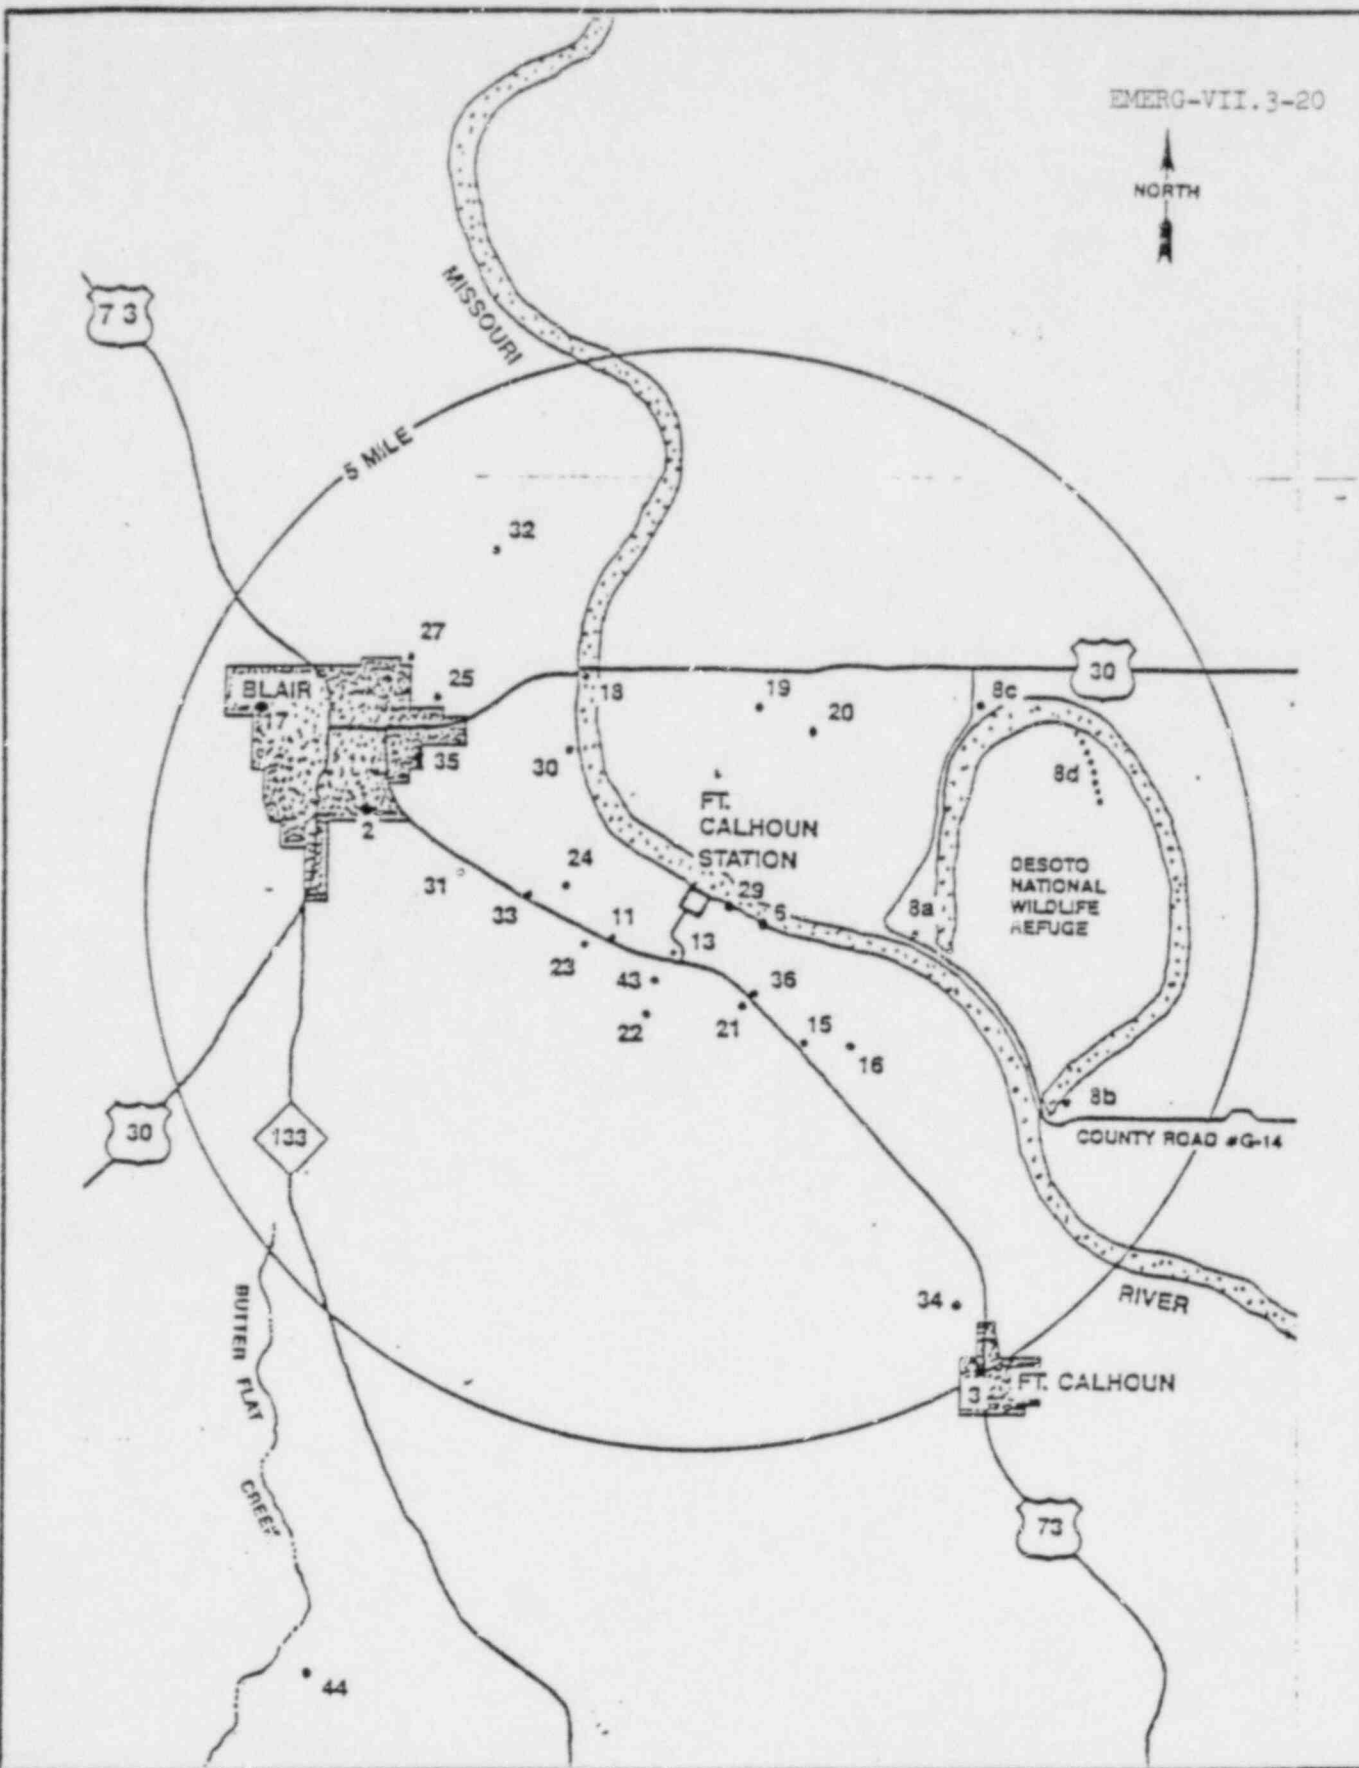 EMERG-VII.3-20
NORTH
73
MISSOURI
5 MILE
32
27
25
BLAIR
17
30
18
19
20
8c
35
30
8d
FT.
CALHOUN
STATION
2
24
DESOTO
NATIONAL
WILDLIFE
REFUGE
31
33
29
6
8a
11
13
23
43
36
22
21
15
16
8b
30
133
COUNTY ROAD #G-14
34
RIVER
BUTTER FLAT
CREEK
3
FT. CALHOUN
73
44